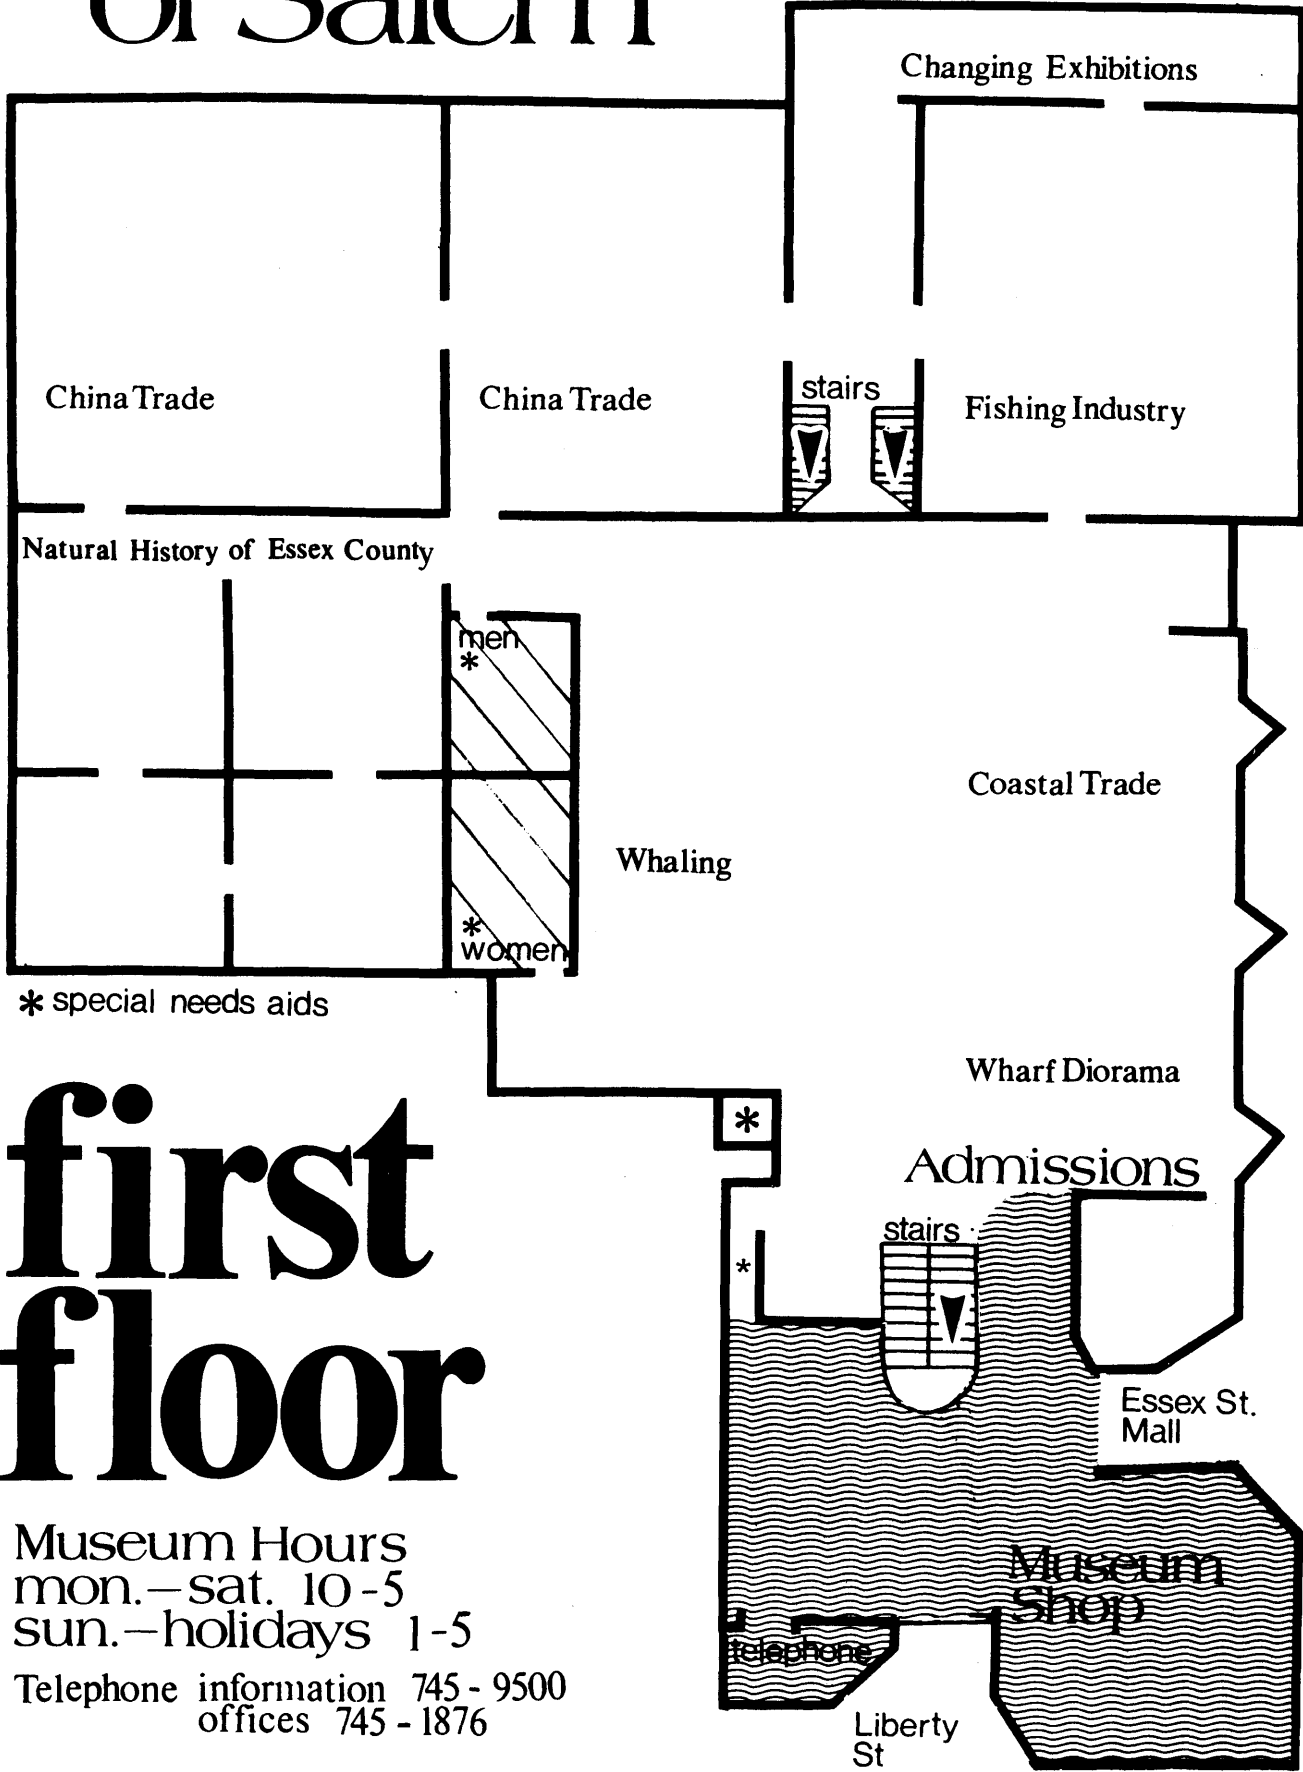 of Salem
Changing Exhibitions
China Trade
China Trade
stairs
Fishing Industry
Natural History of Essex County
men
*
Coastal Trade
Whaling
*
women
* special needs aids
Wharf Diorama
*
Admissions
stairs
*
first
floor
Essex St.
Mall
Museum Hours
mon.–sat. 10-5
sun.–holidays 1-5
Museum
Shop
telephone
Telephone information 745-9500
offices 745-1876
Liberty
St